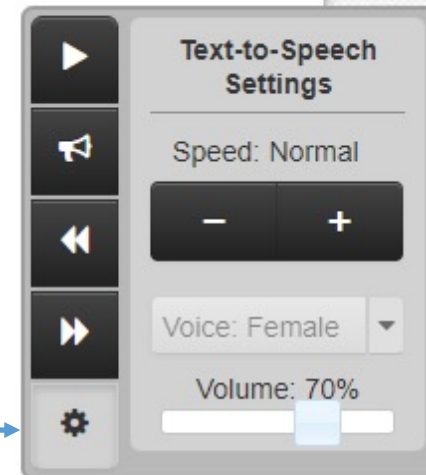 Text-to-Speech
Settings
Speed: Normal
Voice: Female
Volume: 70%